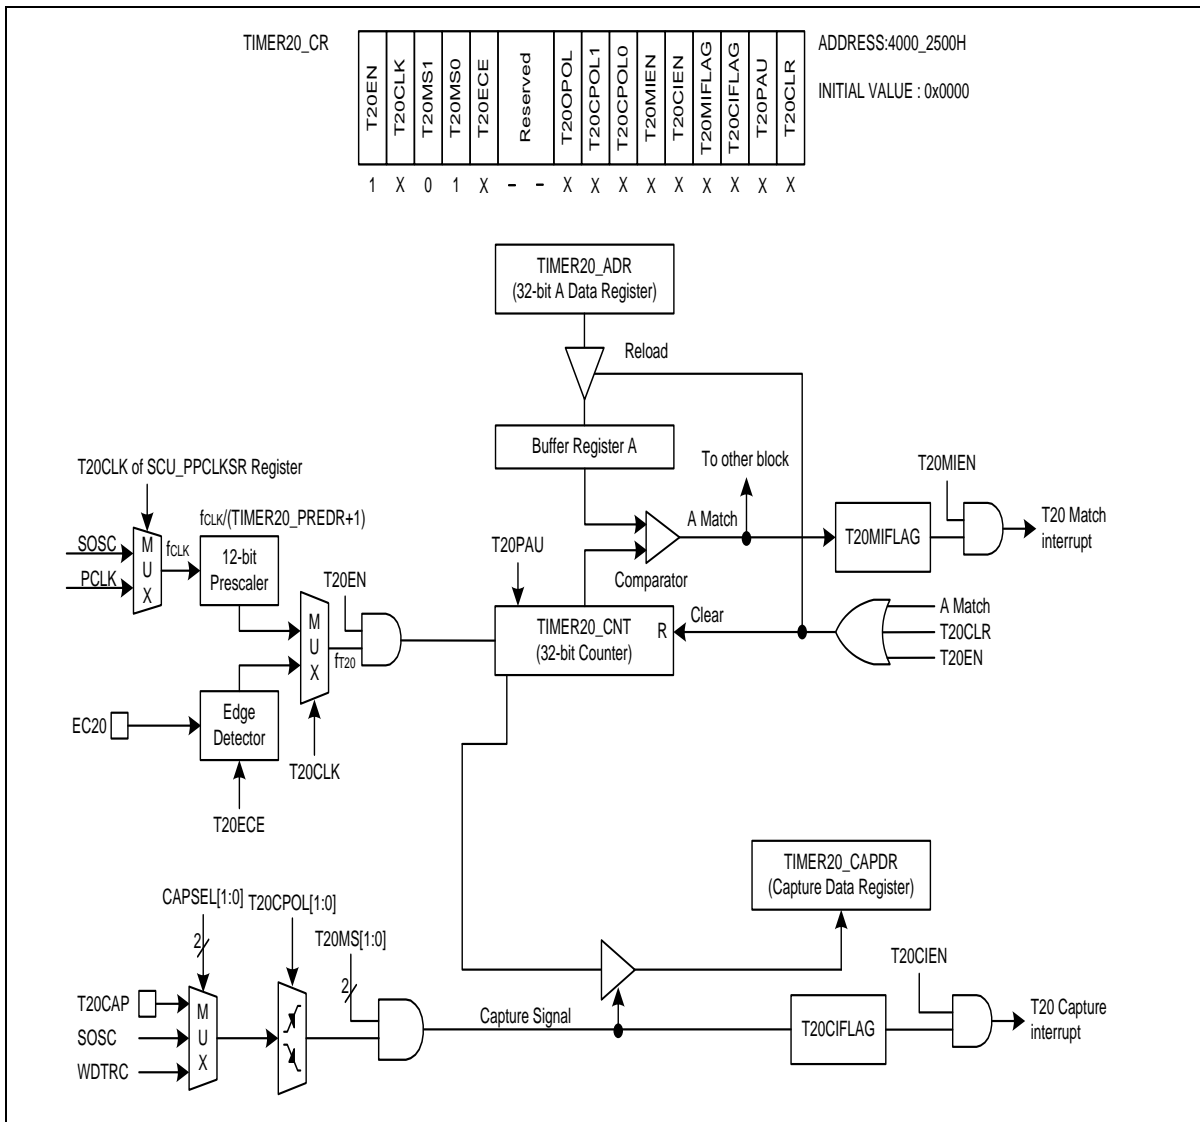 TIMER20_CR
T20EN
T20CLK
T20MS1
T20MS0
T20ECE
Reserved
T20OPOL
T20CPOL1
T20CPOL0
T20MIEN
T20CIEN
T20MIFLAG
T20CIFLAG
T20PAU
T20CLR
ADDRESS:4000_2500H
INITIAL VALUE : 0x0000
1 X 0 1 X - - X X X X X X X X X
TIMER20_ADR
(32-bit A Data Register)
Reload
Buffer Register A
To other block
T20CLK of SCU_PPCLKSR Register
fCLK/(TIMER20_PREDR+1)
SOSC
PCLK
MUX
fCLK
12-bit
Prescaler
T20EN
MUX
fT20
T20PAU
Comparator
A Match
T20MIEN
T20MIFLAG
T20 Match
interrupt
TIMER20_CNT
(32-bit Counter)
R
Clear
A Match
T20CLR
T20EN
EC20
Edge
Detector
T20CLK
T20ECE
TIMER20_CAPDR
(Capture Data Register)
CAPSEL[1:0]
T20CPOL[1:0]
T20MS[1:0]
2
2
T20CAP
SOSC
WDTRC
MUX
Capture Signal
T20CIEN
T20CIFLAG
T20 Capture
interrupt